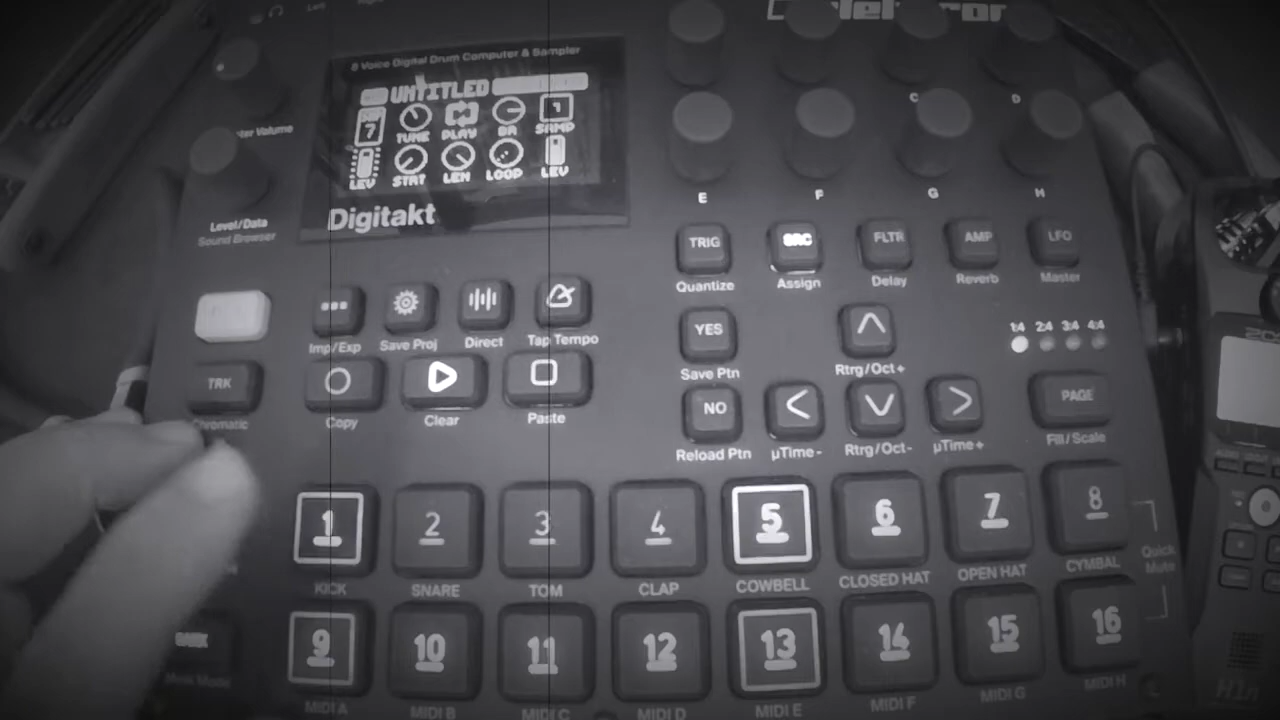 elektron
8 Voice Digital Drum Computer & Sampler
UNTITLED
7 TUNE PLAY BR SAMP
LEV STRT LEN LOOP LEV
Digitakt
Level/Data
Sound Browser
C D
E F G H
TRIG SRC FLTR AMP LFO
Quantize Assign Delay Reverb Master
Imp/Exp Save Proj Direct Tap Tempo
YES
Save Ptn Rtrg/Oct+
1:4 2:4 3:4 4:4
TRK
Chromatic Copy Clear Paste
NO PAGE
Reload Ptn µTime- Rtrg/Oct- µTime+ Fill/Scale
1 2 3 4 5 6 7 8
KICK SNARE TOM CLAP COWBELL CLOSED HAT OPEN HAT CYMBAL
Quick
Mute
9 10 11 12 13 14 15 16
MIDI A MIDI B MIDI C MIDI D MIDI E MIDI F MIDI G MIDI H
H1n